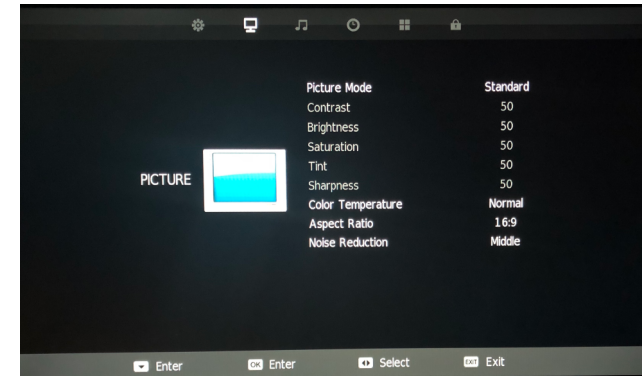 Picture Mode Standard
Contrast 50
Brightness 50
Saturation 50
Tint 50
PICTURE
Sharpness 50
Color Temperature Normal
Aspect Ratio 16:9
Noise Reduction Middle
Enter OK Enter Select EXIT Exit